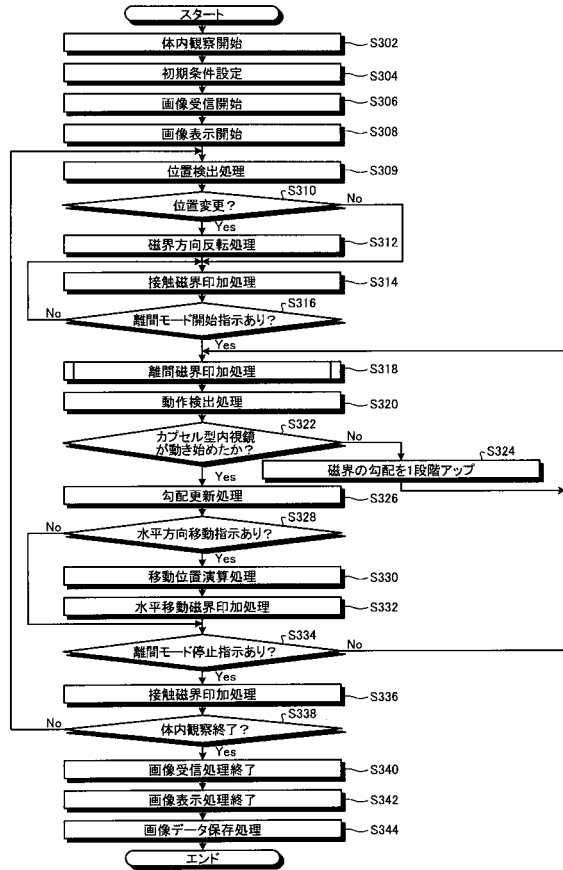 スタート
体内観察開始 S302
初期条件設定 S304
画像受信開始 S306
画像表示開始 S308
位置検出処理 S309
S310
位置変更？ No
Yes
磁界方向反転処理 S312
接触磁界印加処理 S314
S316
No 離間モード開始指示あり？
Yes
離間磁界印加処理 S318
動作検出処理 S320
S322
カプセル型内視鏡 No
が動き始めたか？ S324
磁界の勾配を1段階アップ
Yes
勾配更新処理 S326
S328
No 水平方向移動指示あり？
Yes
移動位置演算処理 S330
水平移動磁界印加処理 S332
S334
離間モード停止指示あり？ No
Yes
接触磁界印加処理 S336
S338
No 体内観察終了？
Yes
画像受信処理終了 S340
画像表示処理終了 S342
画像データ保存処理 S344
エンド